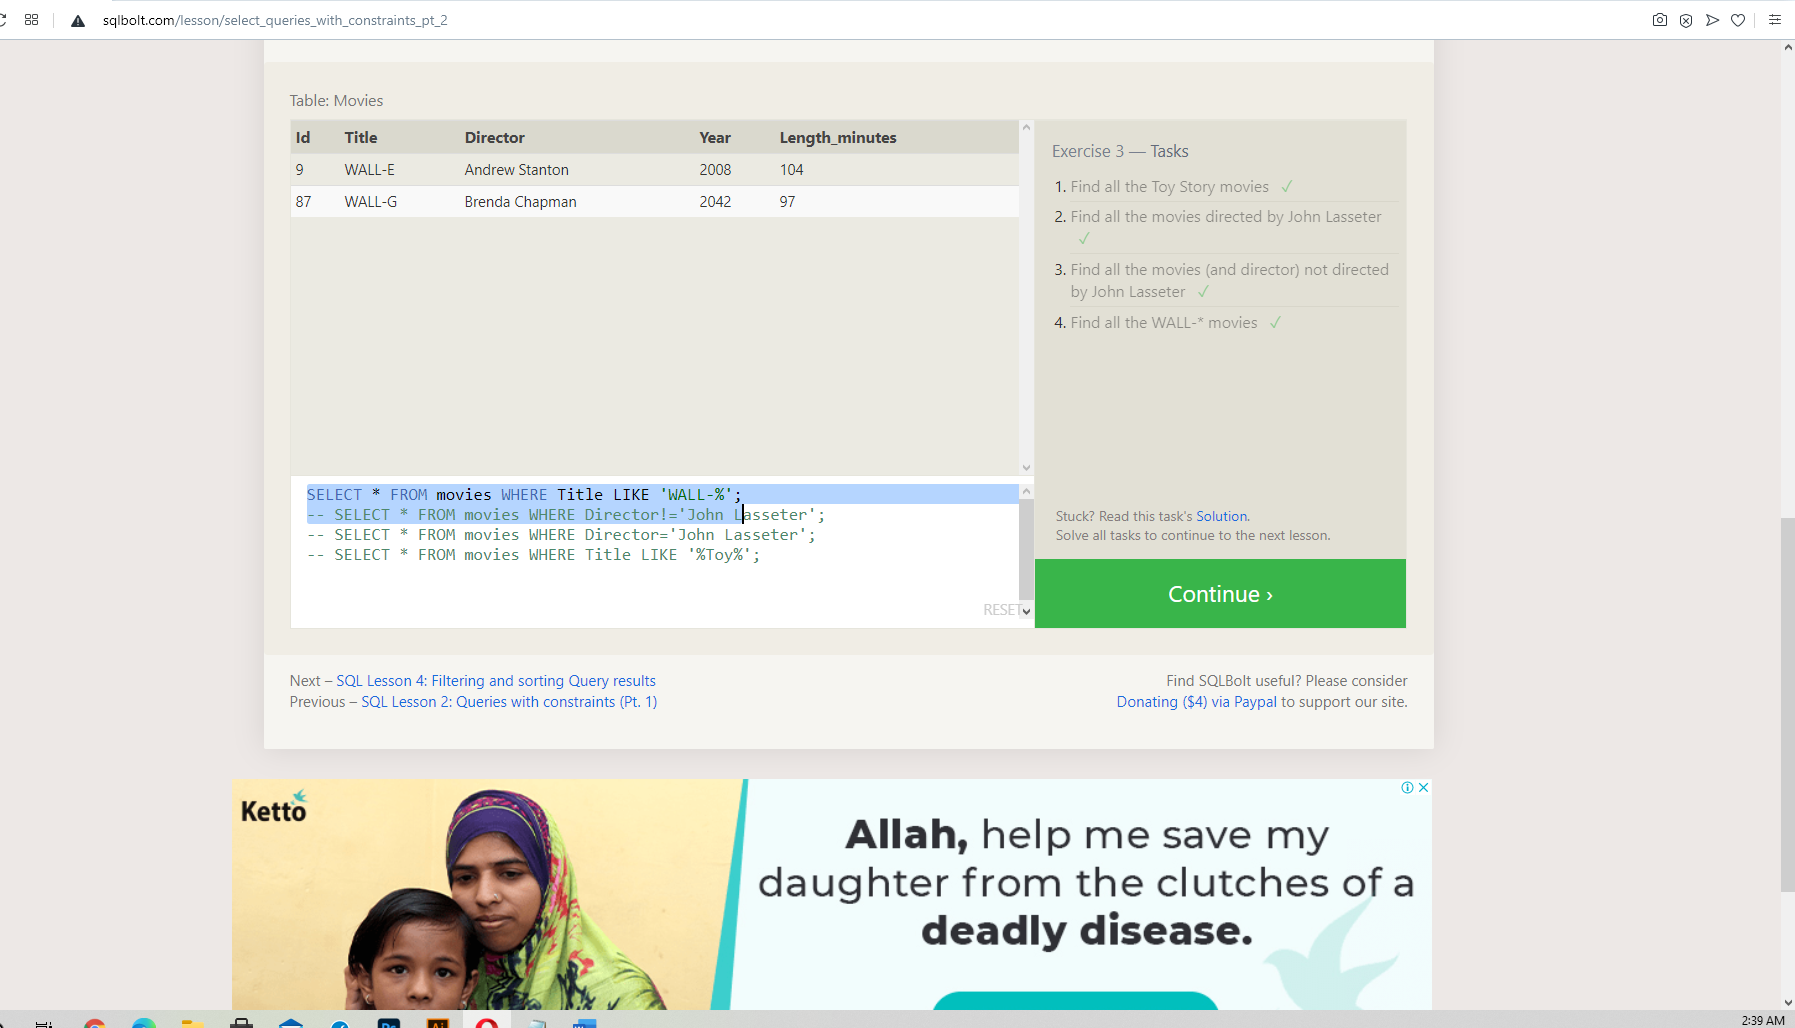 sqlbolt.com/lesson/select_queries_with_constraints_pt_2
Table: Movies
Id Title Director Year Length_minutes
9 WALL-E Andrew Stanton 2008 104
87 WALL-G Brenda Chapman 2042 97
SELECT * FROM movies WHERE Title LIKE 'WALL-%';
-- SELECT * FROM movies WHERE Director!='John Lasseter';
-- SELECT * FROM movies WHERE Director='John Lasseter';
-- SELECT * FROM movies WHERE Title LIKE '%Toy%';
RESET
Exercise 3 — Tasks
1. Find all the Toy Story movies ✓
2. Find all the movies directed by John Lasseter
✓
3. Find all the movies (and director) not directed
by John Lasseter ✓
4. Find all the WALL-* movies ✓
Stuck? Read this task's Solution.
Solve all tasks to continue to the next lesson.
Continue ›
Next – SQL Lesson 4: Filtering and sorting Query results
Previous – SQL Lesson 2: Queries with constraints (Pt. 1)
Find SQLBolt useful? Please consider
Donating ($4) via Paypal to support our site.
Ketto
Allah, help me save my
daughter from the clutches of a
deadly disease.
Ps
Ai
2:39 AM